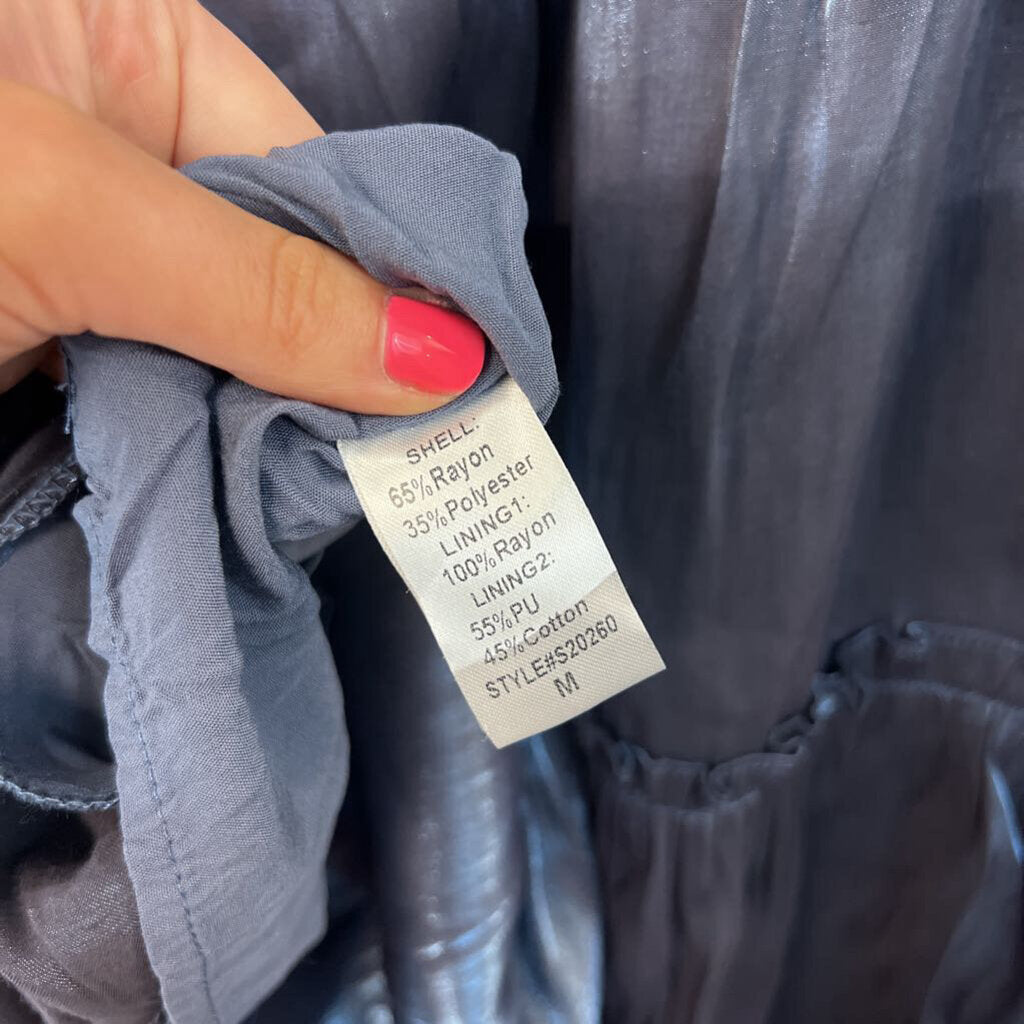 SHELL:
65%Rayon
35%Polyester
LINING1:
100%Rayon
LINING2:
55%PU
45%Cotton
STYLE#S20260
M